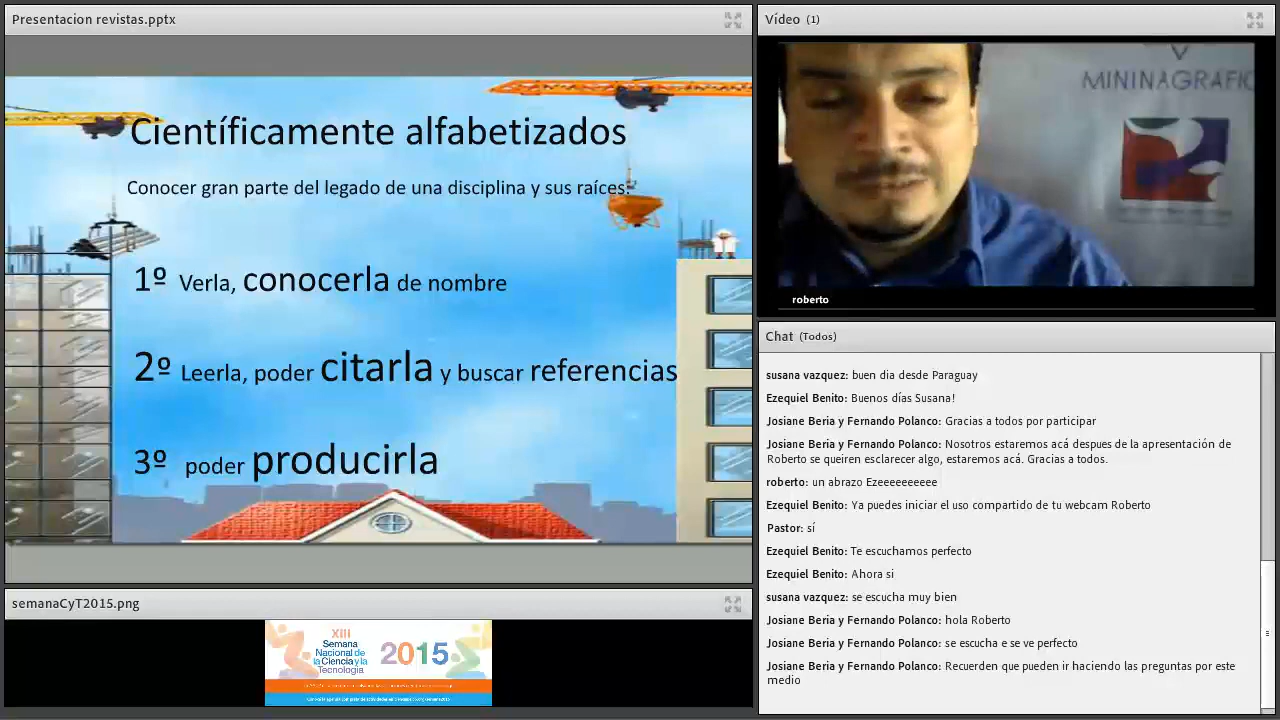 Presentacion revistas.pptx
Científicamente alfabetizados
Conocer gran parte del legado de una disciplina y sus raíces:
1º Verla, conocerla de nombre
2º Leerla, poder citarla y buscar referencias
3º poder producirla
semanaCyT2015.png
XIII
Semana
Nacional de
la Ciencia y la
Tecnología
2015
Vídeo (1)
MININAGRAFIC
roberto
Chat (Todos)
susana vazquez: buen dia desde Paraguay
Ezequiel Benito: Buenos días Susana!
Josiane Beria y Fernando Polanco: Gracias a todos por participar
Josiane Beria y Fernando Polanco: Nosotros estaremos acá despues de la apresentación de
Roberto se queiren esclarecer algo, estaremos acá. Gracias a todos.
roberto: un abrazo Ezeeeeeeeeee
Ezequiel Benito: Ya puedes iniciar el uso compartido de tu webcam Roberto
Pastor: sí
Ezequiel Benito: Te escuchamos perfecto
Ezequiel Benito: Ahora si
susana vazquez: se escucha muy bien
Josiane Beria y Fernando Polanco: hola Roberto
Josiane Beria y Fernando Polanco: se escucha e se ve perfecto
Josiane Beria y Fernando Polanco: Recuerden que pueden ir haciendo las preguntas por este
medio